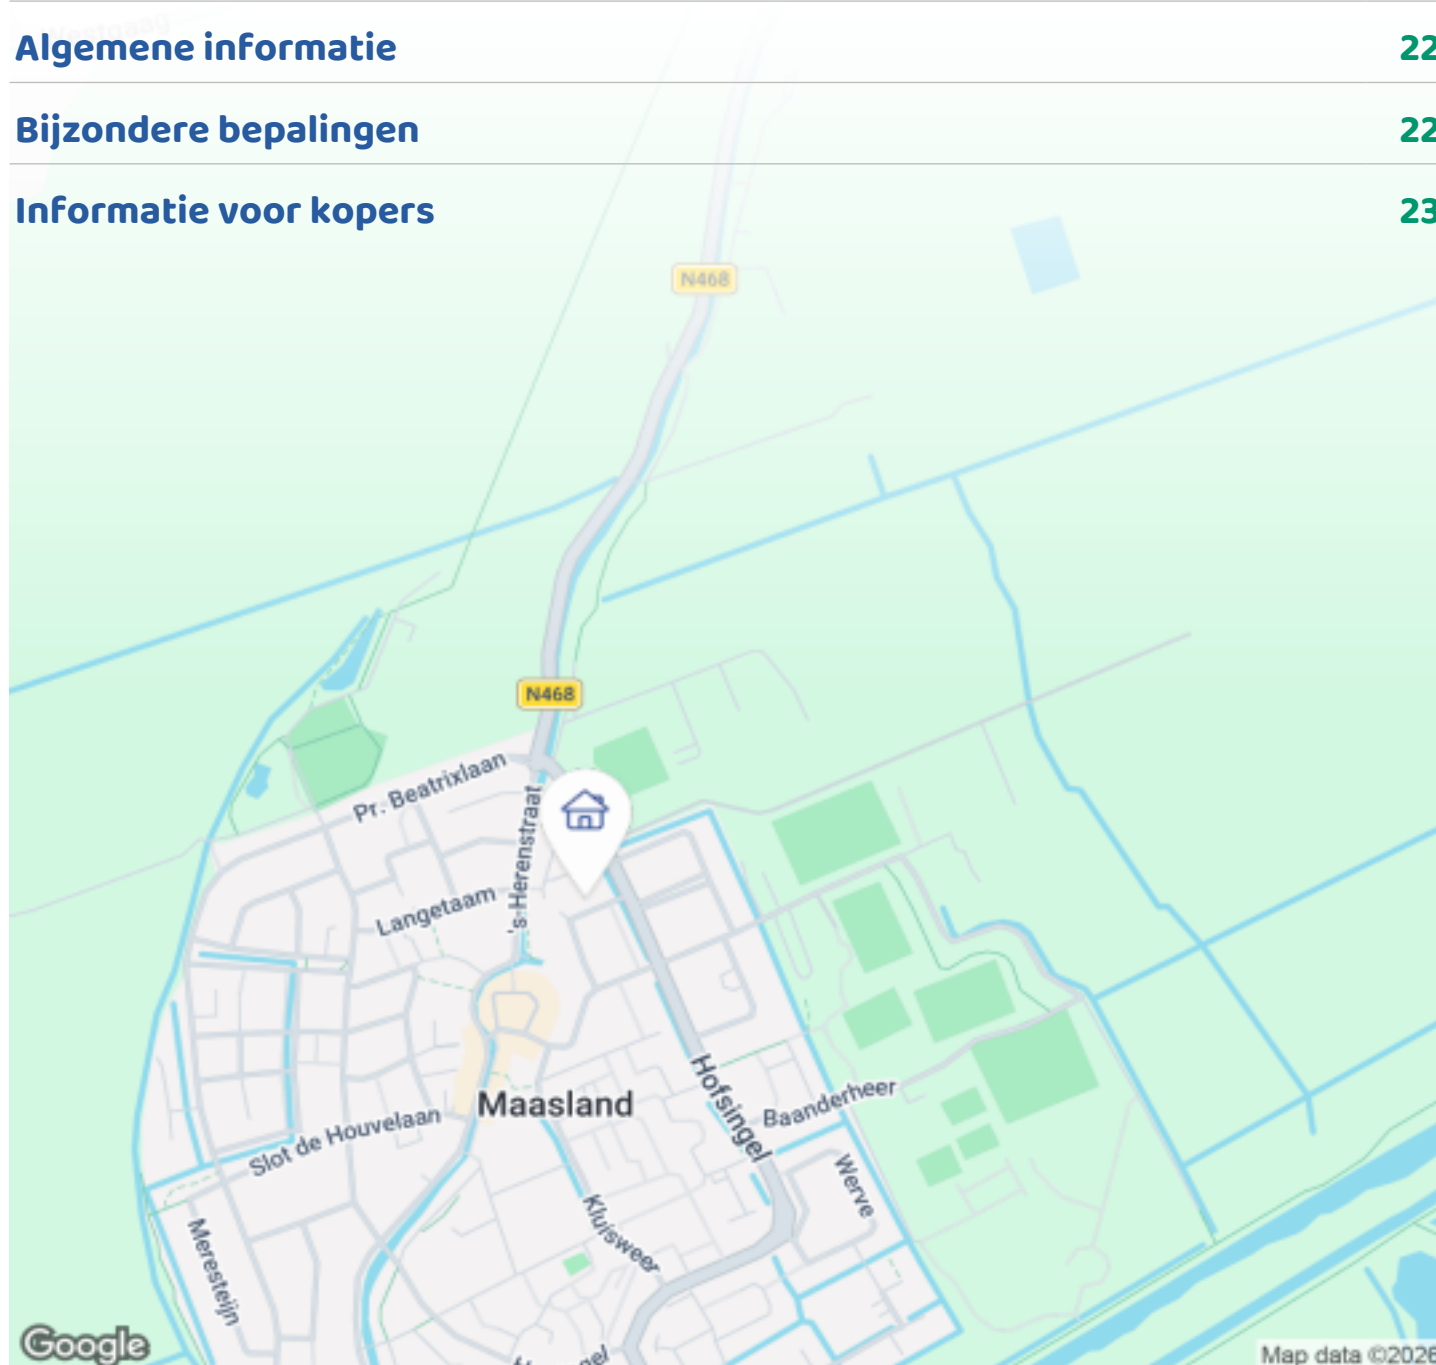 Algemene informatie 22
Bijzondere bepalingen 22
Informatie voor kopers 23
N468
N468
Pr. Beatrixlaan
's-Herenstraat
Langetaam
Maasland
Hofsingel
Baanderheer
Slot de Houvelaan
Werve
Kluisweer
Meresteijn
Google
Map data ©2026